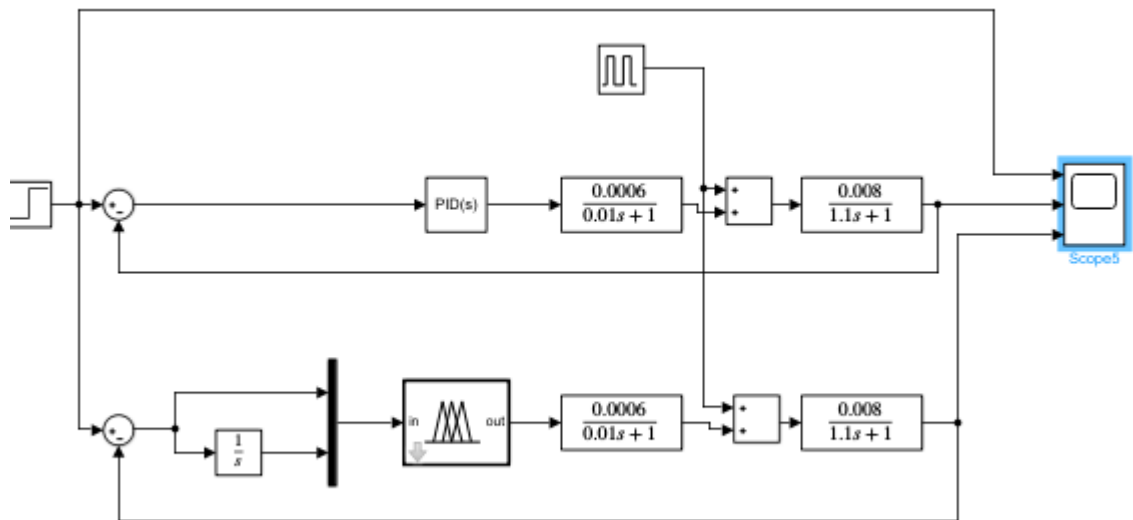 +
-
PID(s)
0.0006
0.01s + 1
+
+
0.008
1.1s + 1
Scope5
+
-
1
s
in
out
0.0006
0.01s + 1
+
+
0.008
1.1s + 1